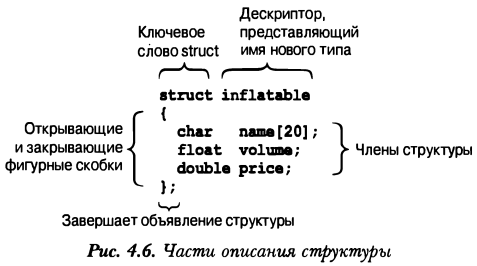 Ключевое
слово struct
Дескриптор,
представляющий
имя нового типа
struct inflatable
{
Открывающие
и закрывающие
фигурные скобки
char name[20];
float volume;
double price;
Члены структуры
};
Завершает объявление структуры
Рис. 4.6. Части описания структуры